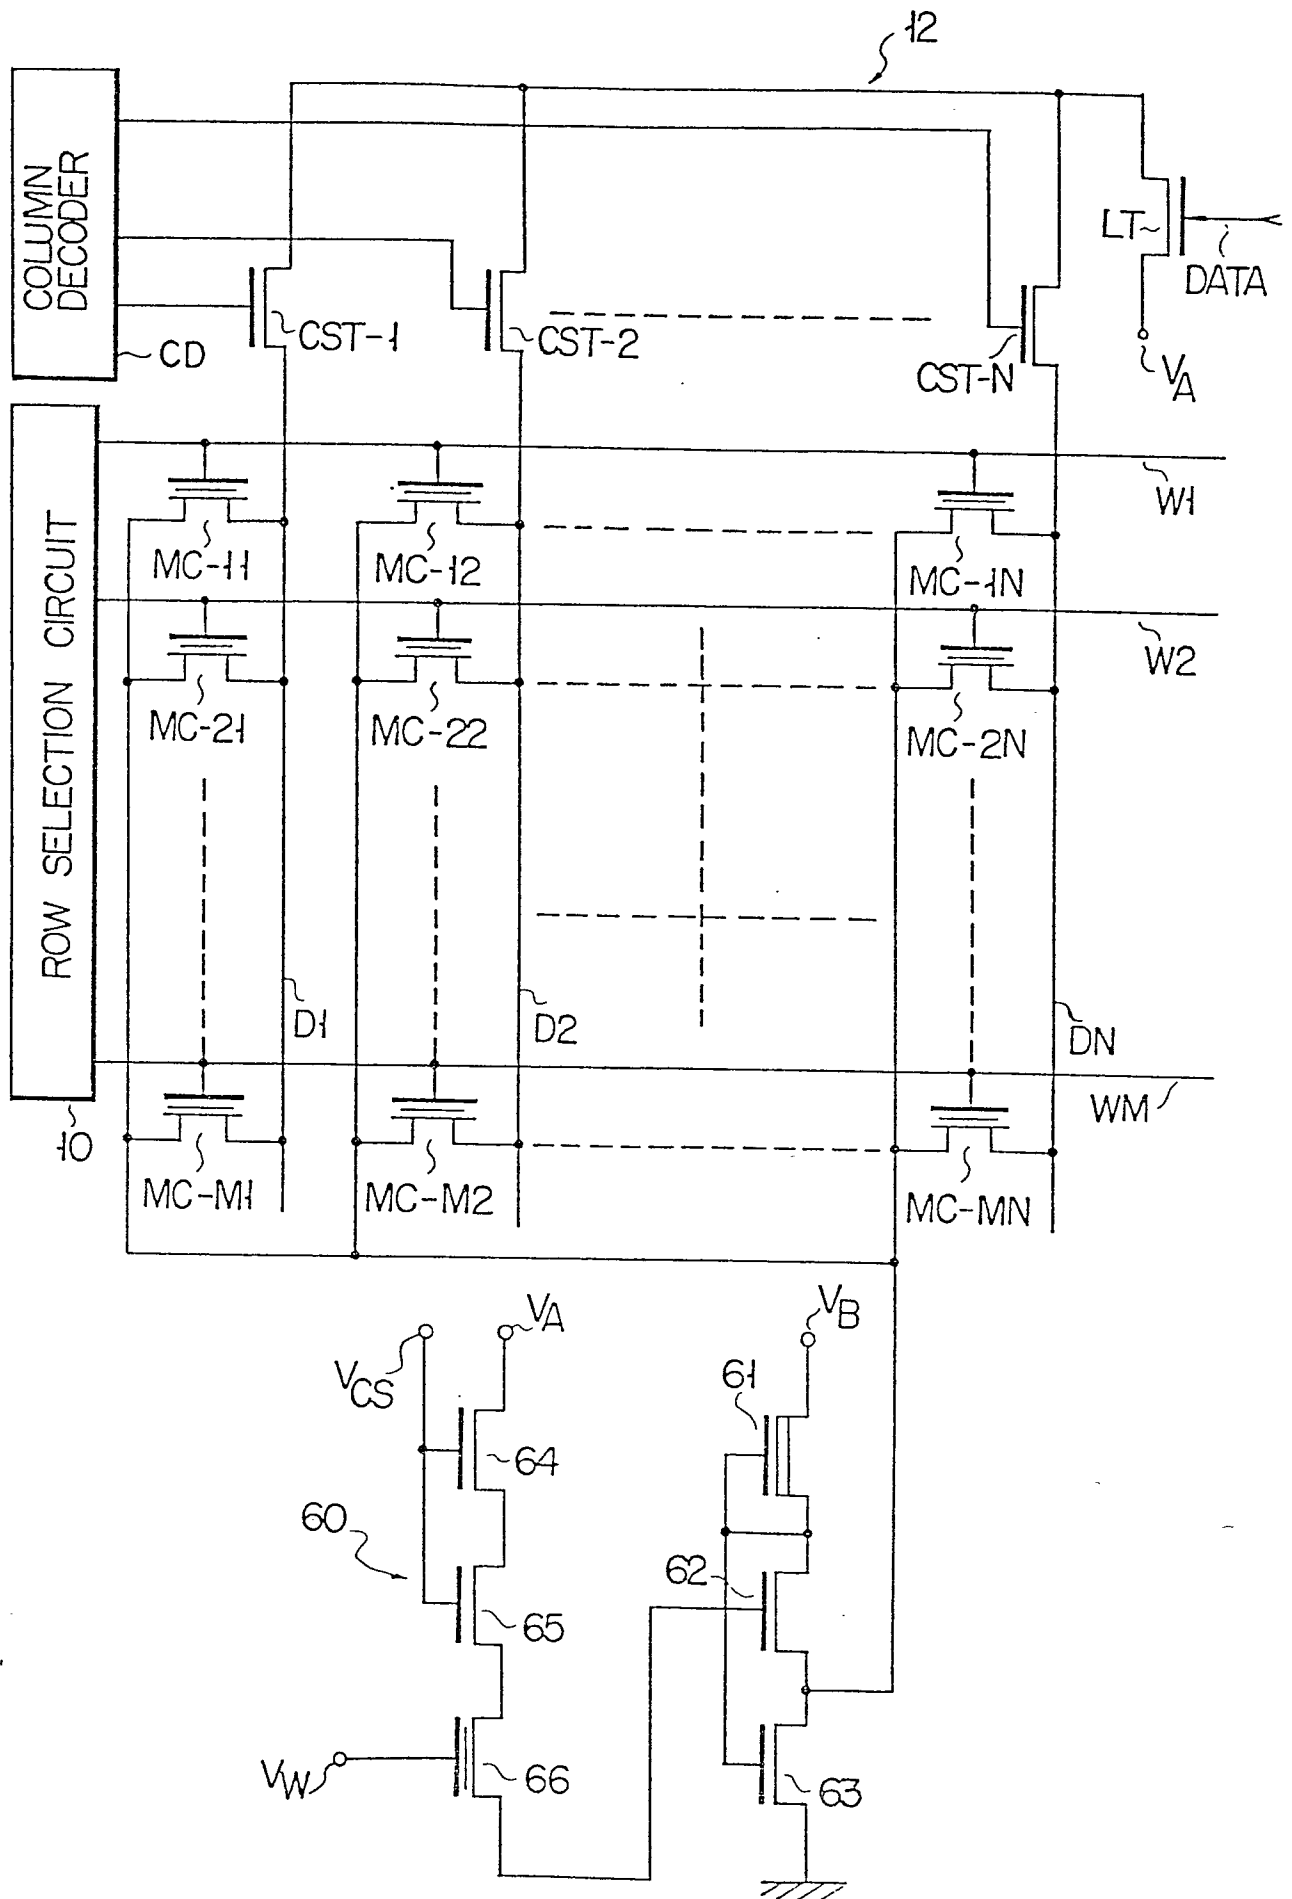 12
COLUMN
DECODER
LT
DATA
CST-1
CST-2
CST-N
CD
VA
W1
MC-11
MC-12
MC-1N
W2
MC-21
MC-22
MC-2N
ROW SELECTION CIRCUIT
D1
D2
DN
WM
10
MC-M1
MC-M2
MC-MN
VA
VB
VCS
61
64
60
62
65
VW
66
63